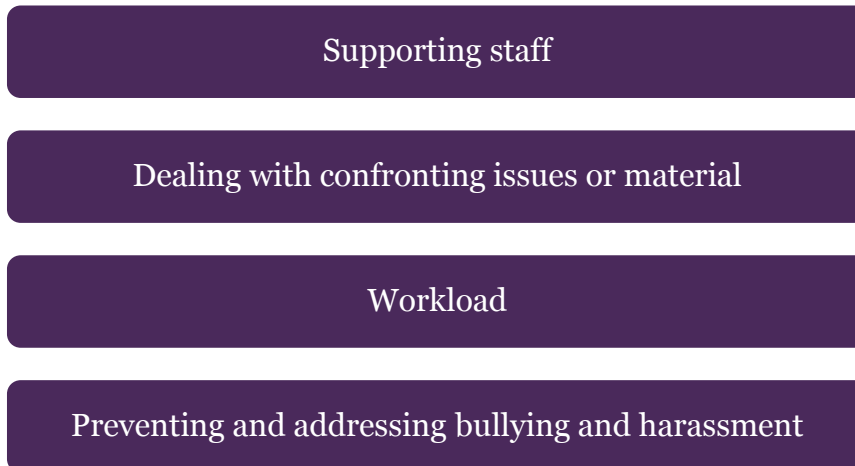 Supporting staff
Dealing with confronting issues or material
Workload
Preventing and addressing bullying and harassment